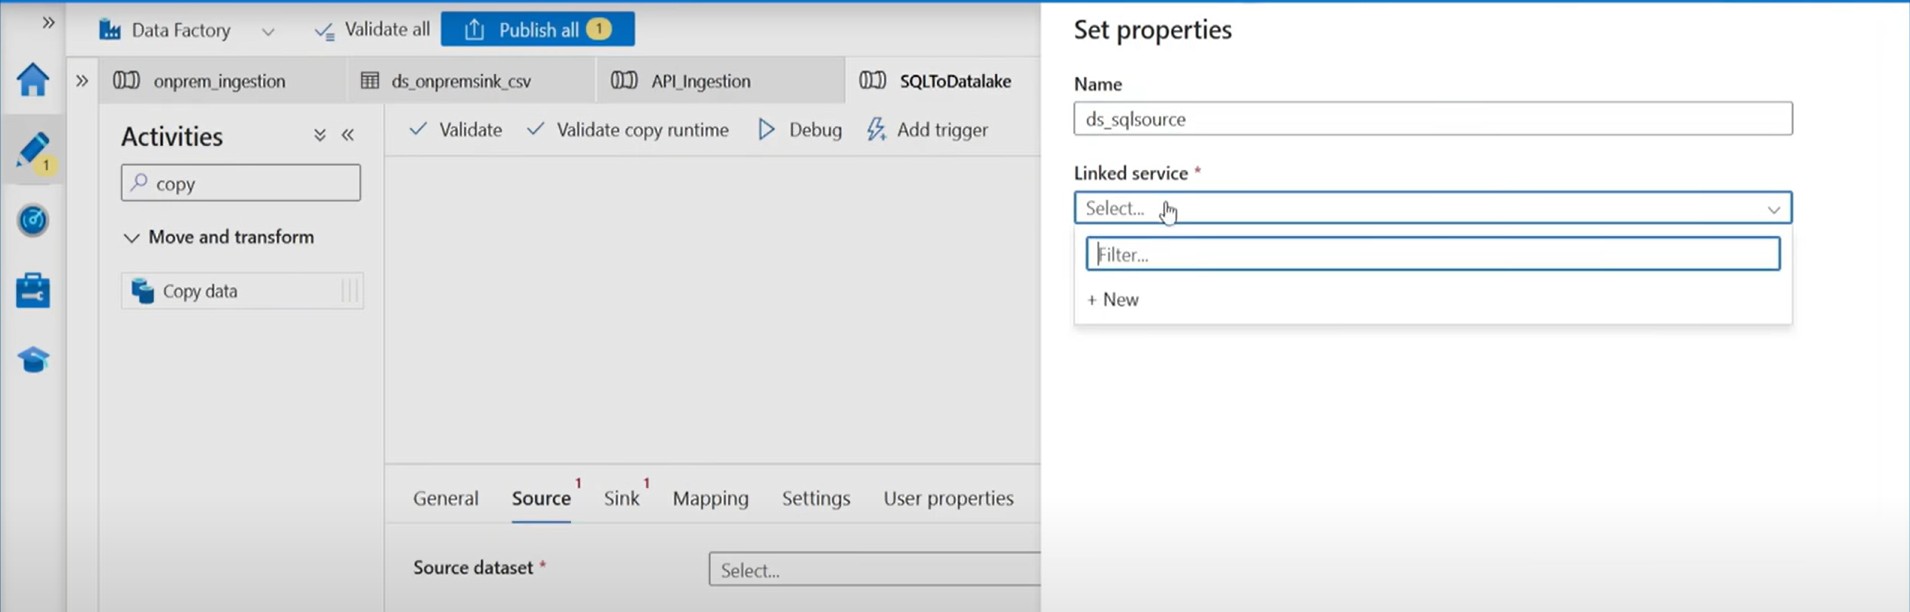 Data Factory
Validate all
Publish all 1
onprem_ingestion
ds_onpremsink_csv
API_Ingestion
SQLToDatalake
Activities
copy
Move and transform
Copy data
1
Validate
Validate copy runtime
Debug
Add trigger
General
Source 1
Sink 1
Mapping
Settings
User properties
Source dataset *
Select...
Set properties
Name
ds_sqlsource
Linked service *
Select...
Filter...
+ New